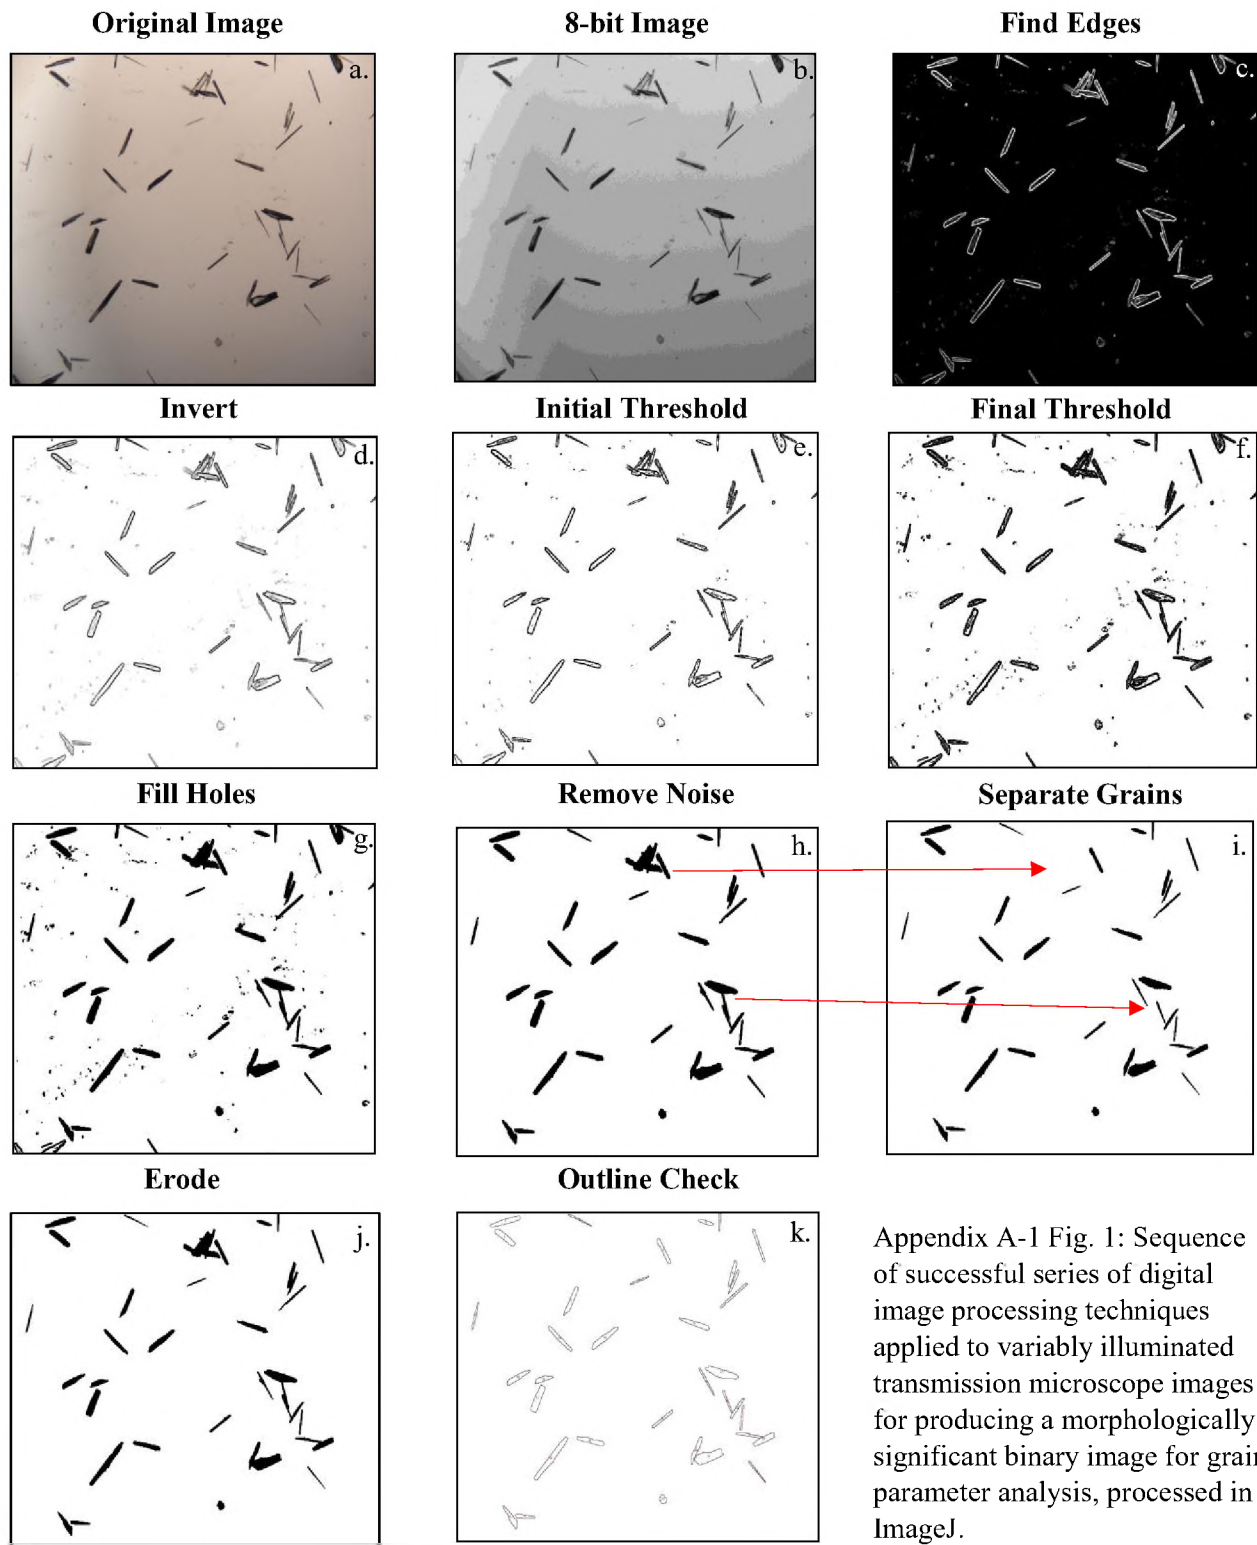 Original Image
8-bit Image
Find Edges
a.
b.
c.
Invert
Initial Threshold
Final Threshold
d.
e.
f.
Fill Holes
Remove Noise
Separate Grains
g.
h.
i.
Erode
Outline Check
j.
k.
Appendix A-1 Fig. 1: Sequence
of successful series of digital
image processing techniques
applied to variably illuminated
transmission microscope images
for producing a morphologically
significant binary image for grain
parameter analysis, processed in
ImageJ.